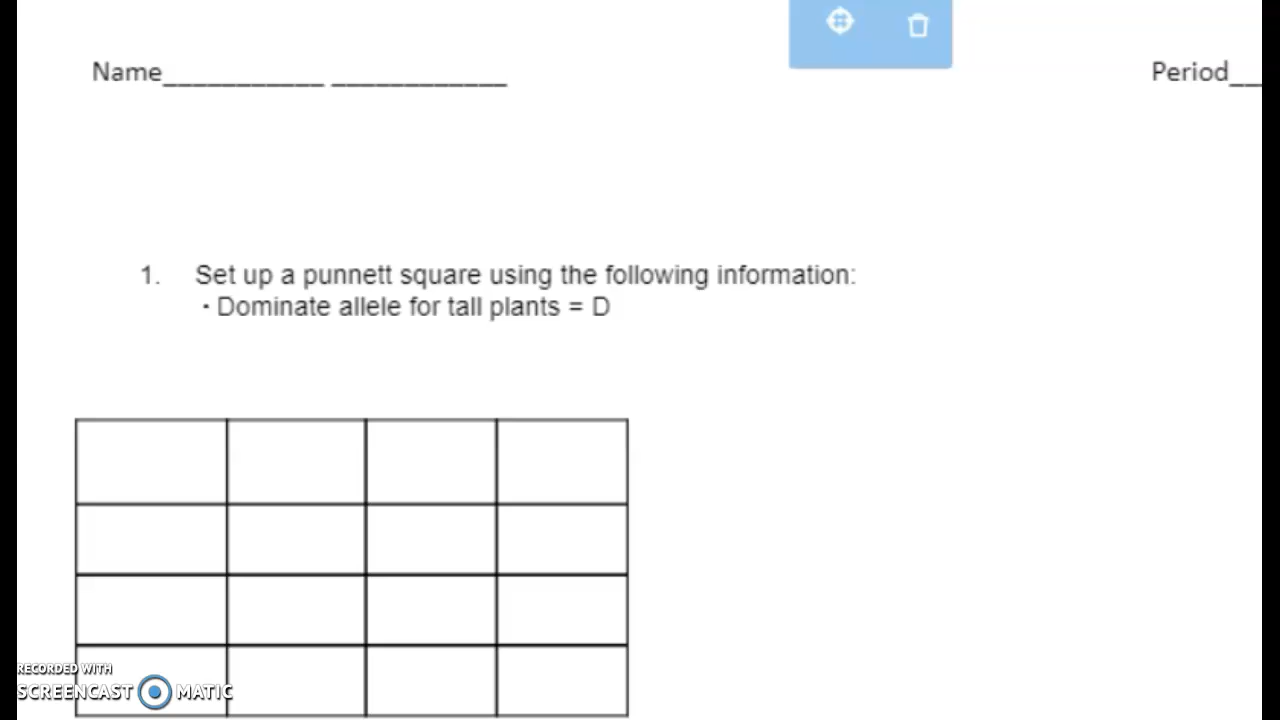 Name___________ ____________
Period__
1. Set up a punnett square using the following information:
· Dominate allele for tall plants = D
RECORDED WITH
SCREENCAST MATIC